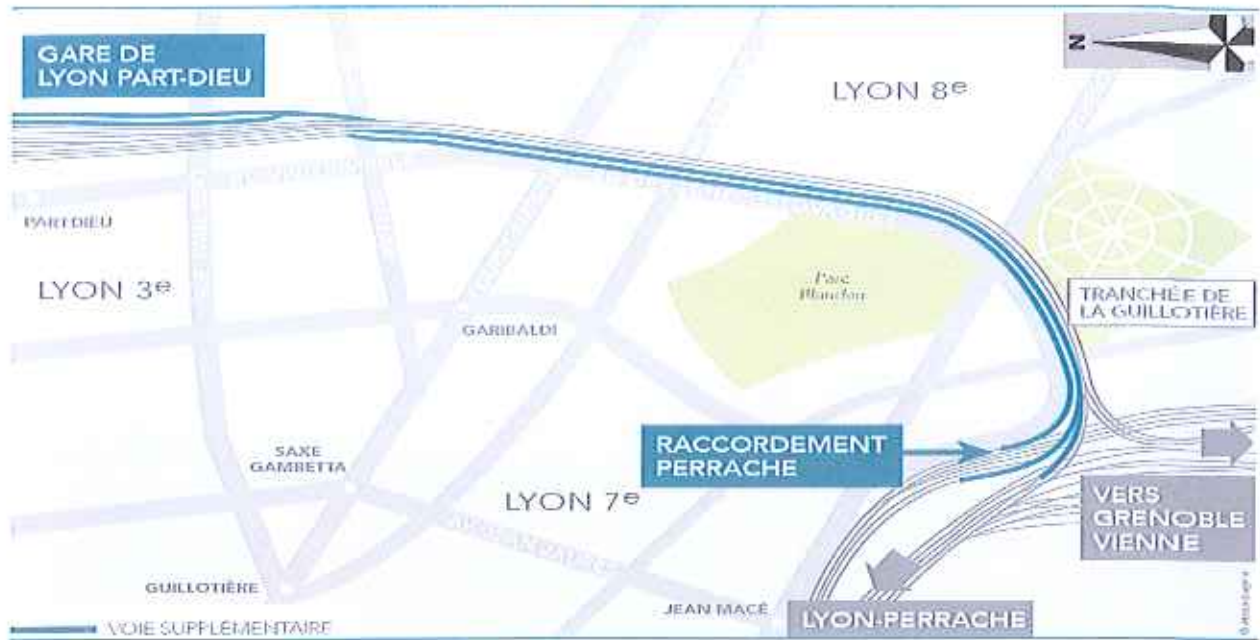 GARE DE
LYON PART-DIEU
N
LYON 8e
PART-DIEU
LYON 3e
Parc
Blandan
TRANCHÉE DE
LA GUILLOTIÈRE
GARIBALDI
RACCORDEMENT
PERRACHE
SAXE
GAMBETTA
LYON 7e
VERS
GRENOBLE
VIENNE
GUILLOTIÈRE
JEAN MACÉ
LYON-PERRACHE
VOIE SUPPLÉMENTAIRE